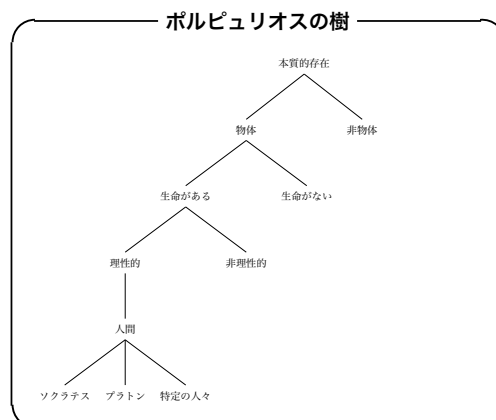 ポルピュリオスの樹
本質的存在
物体 非物体
生命がある 生命がない
理性的 非理性的
人間
ソクラテス プラトン 特定の人々